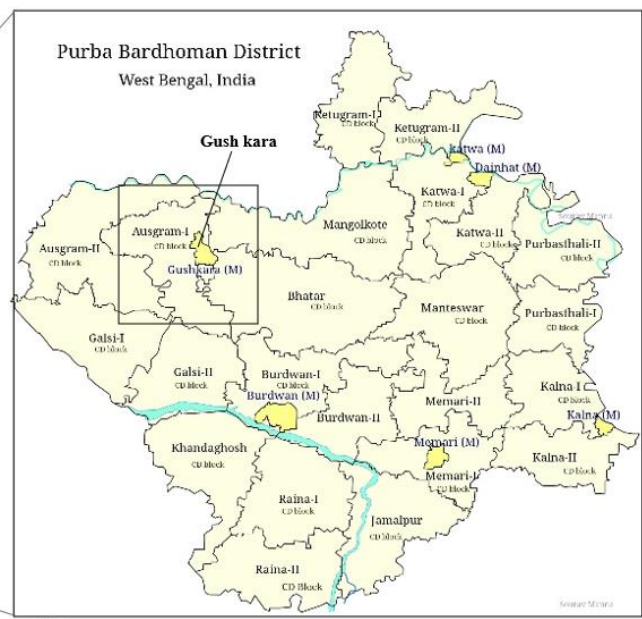 Purba Bardhoman District
West Bengal, India
Ketugram-I
CD block
Ketugram-II
CD block
Gush kara
katwa (M)
Dainhat (M)
Katwa-I
CD block
Ausgram-I
CD block
Mangolkote
CD block
Katwa-II
CD block
Purbasthali-II
CD block
Ausgram-II
CD block
Gushkara (M)
Bhatar
CD block
Manteswar
CD block
Purbasthali-I
CD block
Galsi-I
CD block
Galsi-II
CD block
Burdwan-I
CD block
Burdwan (M)
Burdwan-II
Memari-II
Kalna-I
CD block
Kalna (M)
Khandaghosh
CD block
Memari (M)
Memari-I
CD block
Kalna-II
CD block
Raina-I
CD block
Jamalpur
CD block
Raina-II
CD Block